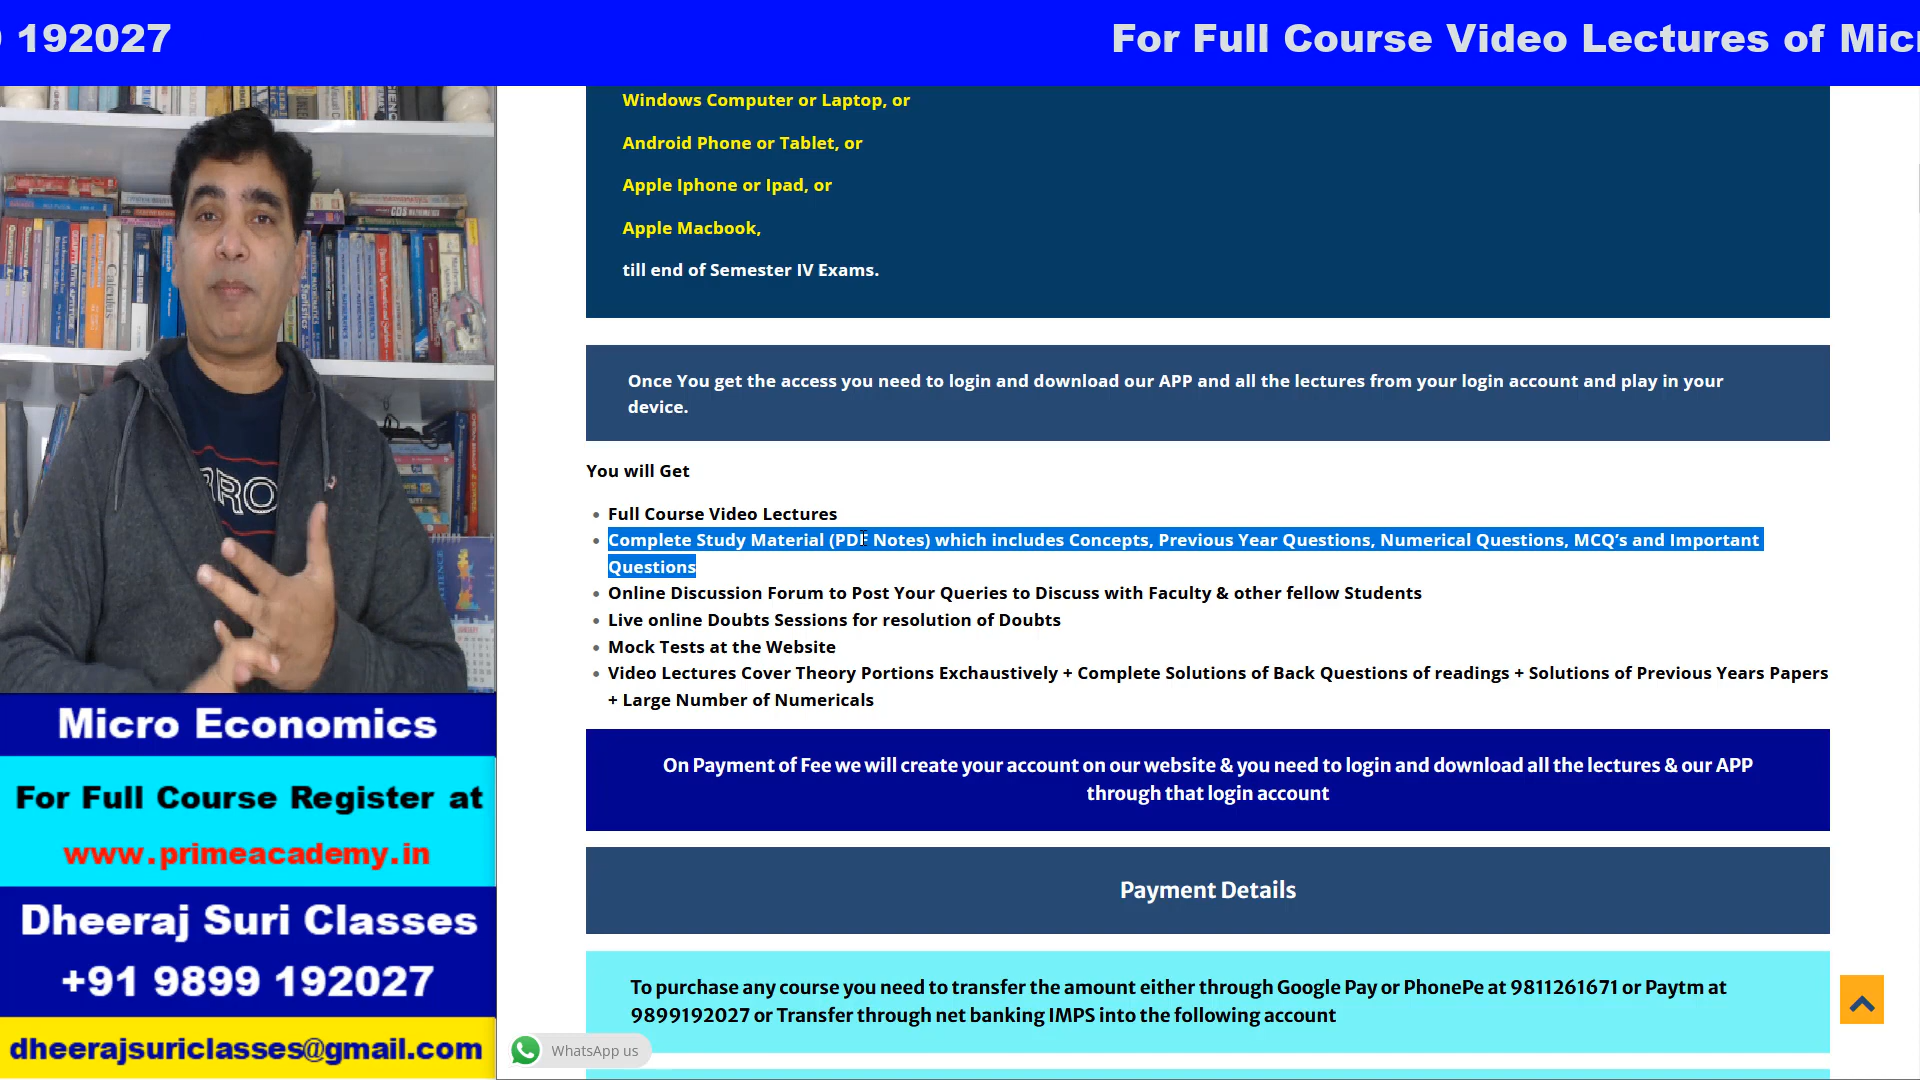 192027
For Full Course Video Lectures of
Windows Computer or Laptop, or
Android Phone or Tablet, or
Apple Iphone or Ipad, or
Apple Macbook,
till end of Semester IV Exams.
Once You get the access you need to login and download our APP and all the lectures from your login account and play in your
device.
You will Get
Full Course Video Lectures
Complete Study Material (PDF Notes) which includes Concepts, Previous Year Questions, Numerical Questions, MCQ's and Important
Questions
Online Discussion Forum to Post Your Queries to Discuss with Faculty & other fellow Students
Live online Doubts Sessions for resolution of Doubts
Mock Tests at the Website
Video Lectures Cover Theory Portions Exchaustively + Complete Solutions of Back Questions of readings + Solutions of Previous Years Papers
+ Large Number of Numericals
On Payment of Fee we will create your account on our website & you need to login and download all the lectures & our APP
through that login account
Payment Details
To purchase any course you need to transfer the amount either through Google Pay or PhonePe at 9811261671 or Paytm at
9899192027 or Transfer through net banking IMPS into the following account
WhatsApp us
Micro Economics
For Full Course Register at
www.primeacademy.in
Dheeraj Suri Classes
+91 9899 192027
dheerajsuriclasses@gmail.com